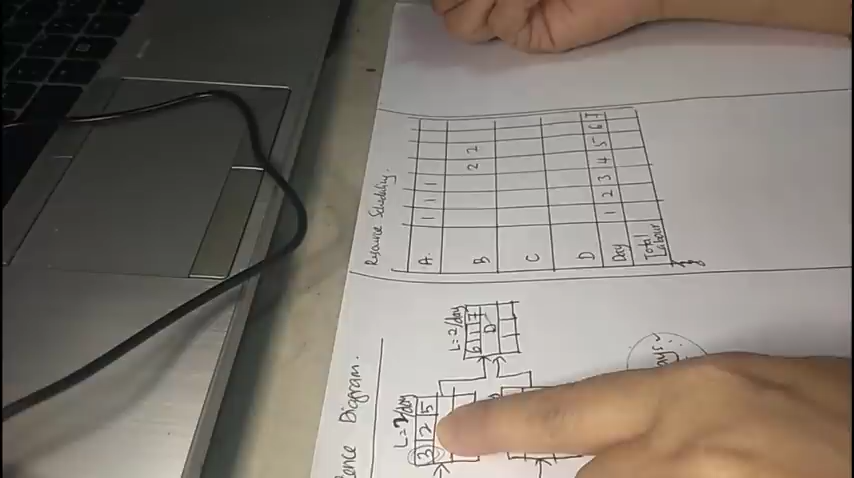 Resource Scheduling.
A. 1 1 1
B 2 2
C
D
Day 1 2 3 4 5 6 7
Total Labour
ence Diagram.
L=2/day
3 2 5
L=2/day
6 1 7
D